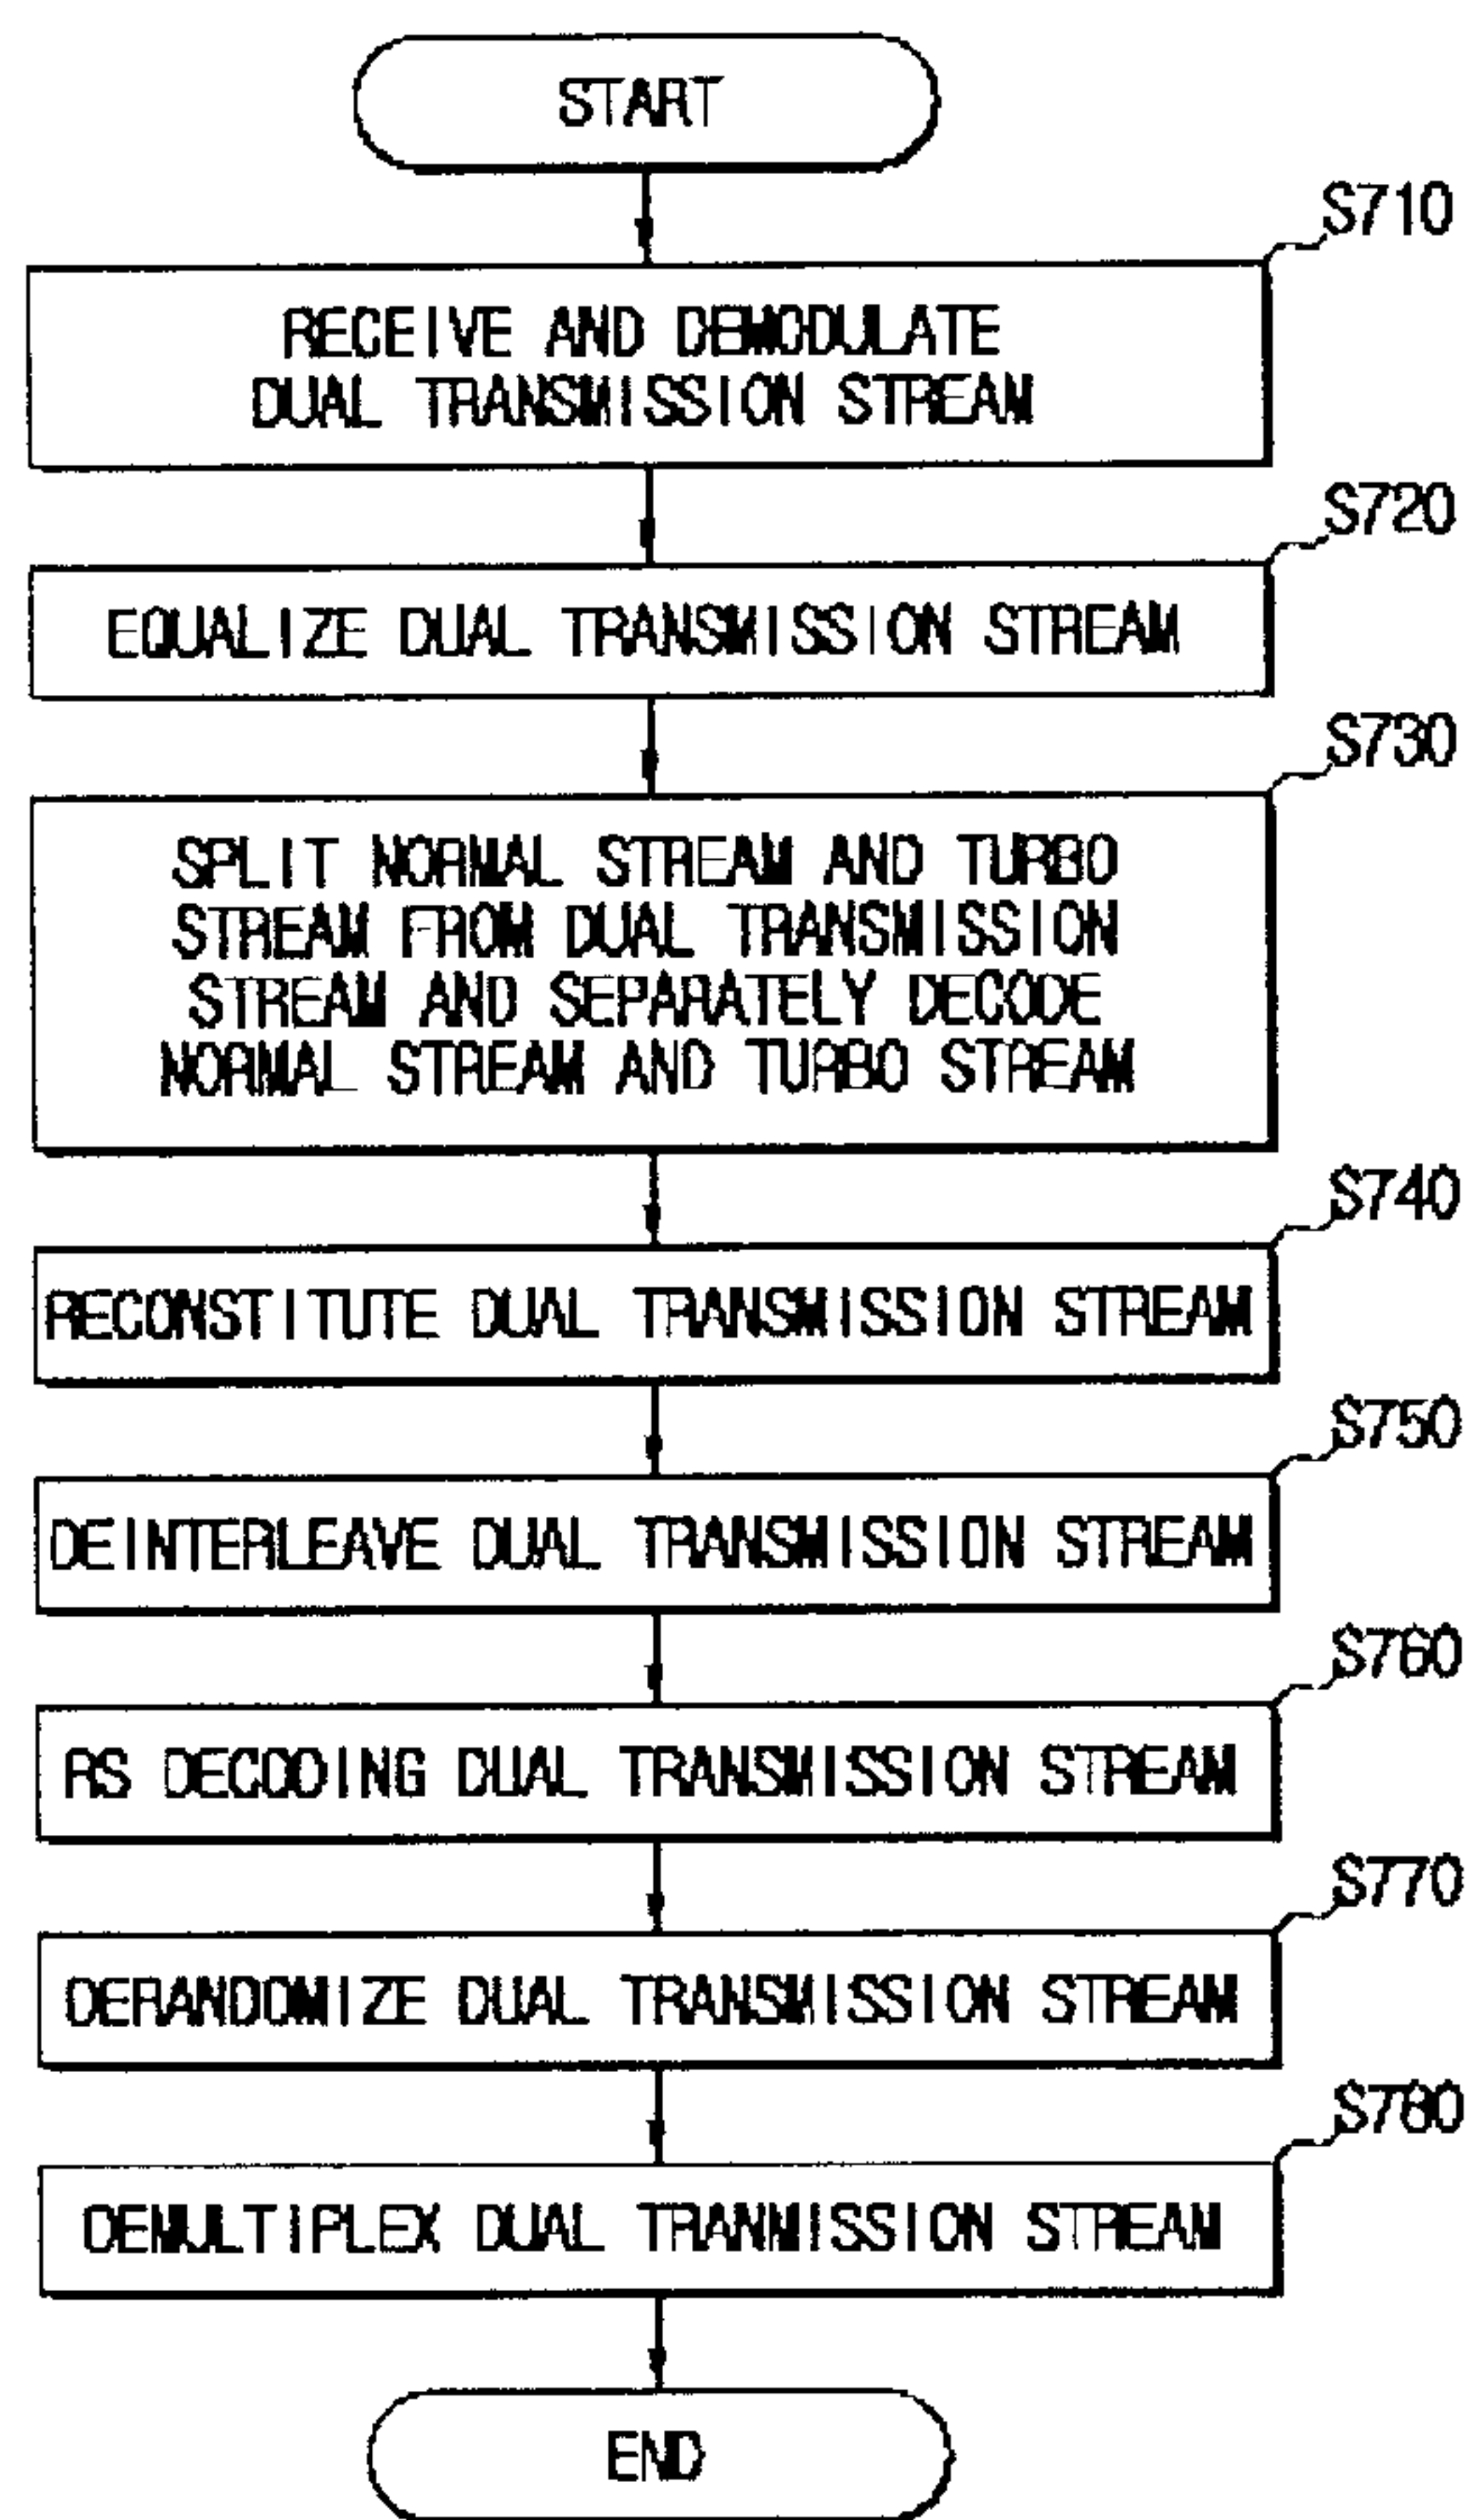 START
S710
RECEIVE AND DEMODULATE
DUAL TRANSMISSION STREAM
S720
EQUALIZE DUAL TRANSMISSION STREAM
S730
SPLIT NORMAL STREAM AND TURBO
STREAM FROM DUAL TRANSMISSION
STREAM AND SEPARATELY DECODE
NORMAL STREAM AND TURBO STREAM
S740
RECONSTITUTE DUAL TRANSMISSION STREAM
S750
DEINTERLEAVE DUAL TRANSMISSION STREAM
S760
RS DECODING DUAL TRANSMISSION STREAM
S770
DERANDOMIZE DUAL TRANSMISSION STREAM
S780
DEMULTIPLEX DUAL TRANMISSION STREAM
END